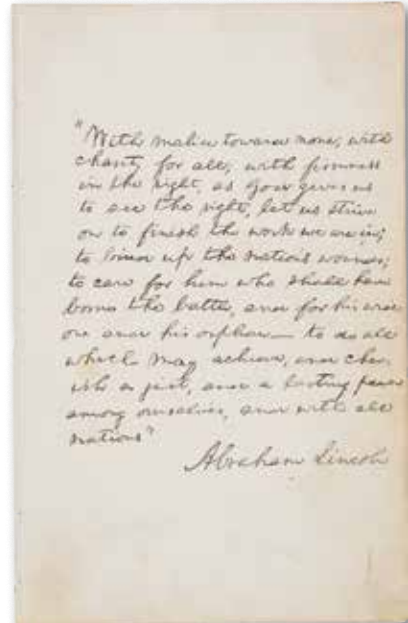 "With malice toward none, with
charity for all, with firmness
in the right, as God gives us
to see the right, let us strive
on to finish the work we are in;
to bind up the nations wounds;
to care for him who shall have
borne the battle, and for his
one and his orphan— to do all
which may achieve, and cher-
ish a just, and a lasting peace
among ourselves, and with all
nations"
Abraham Lincoln